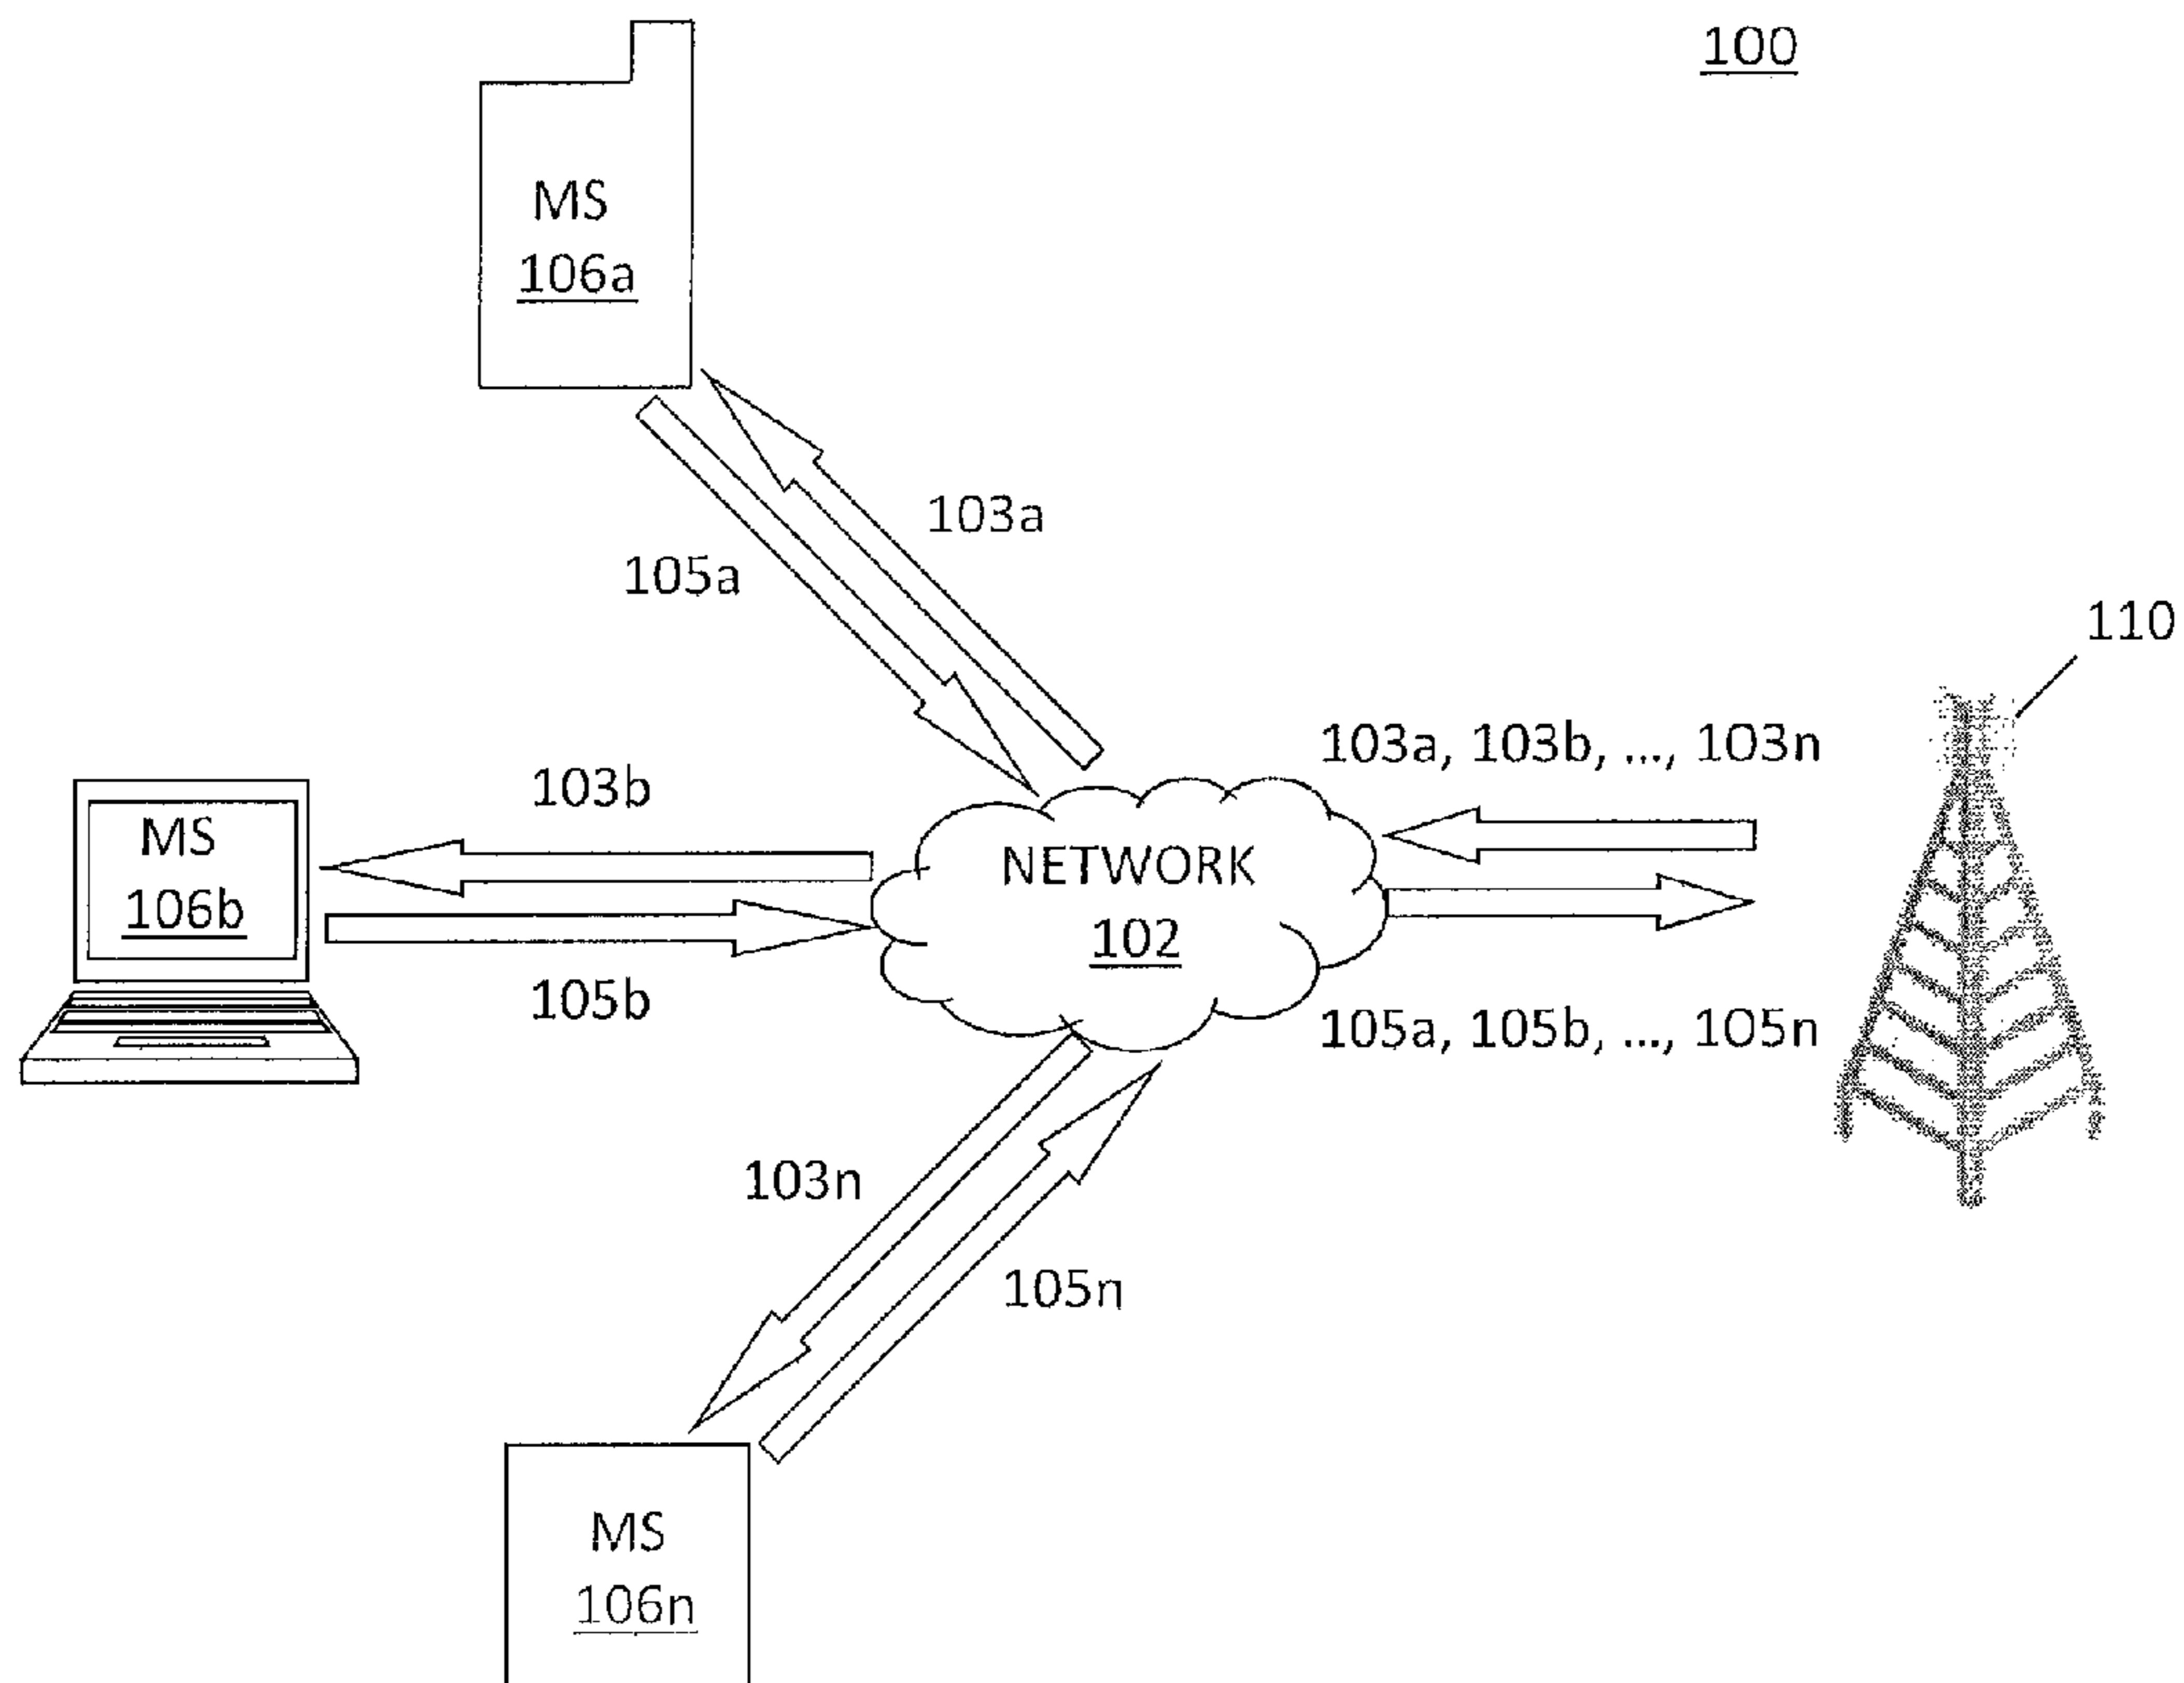 100
MS
106a
103a
105a
110
103a, 103b, ..., 103n
103b
MS
106b
NETWORK
102
105b
105a, 105b, ..., 105n
103n
105n
MS
106n